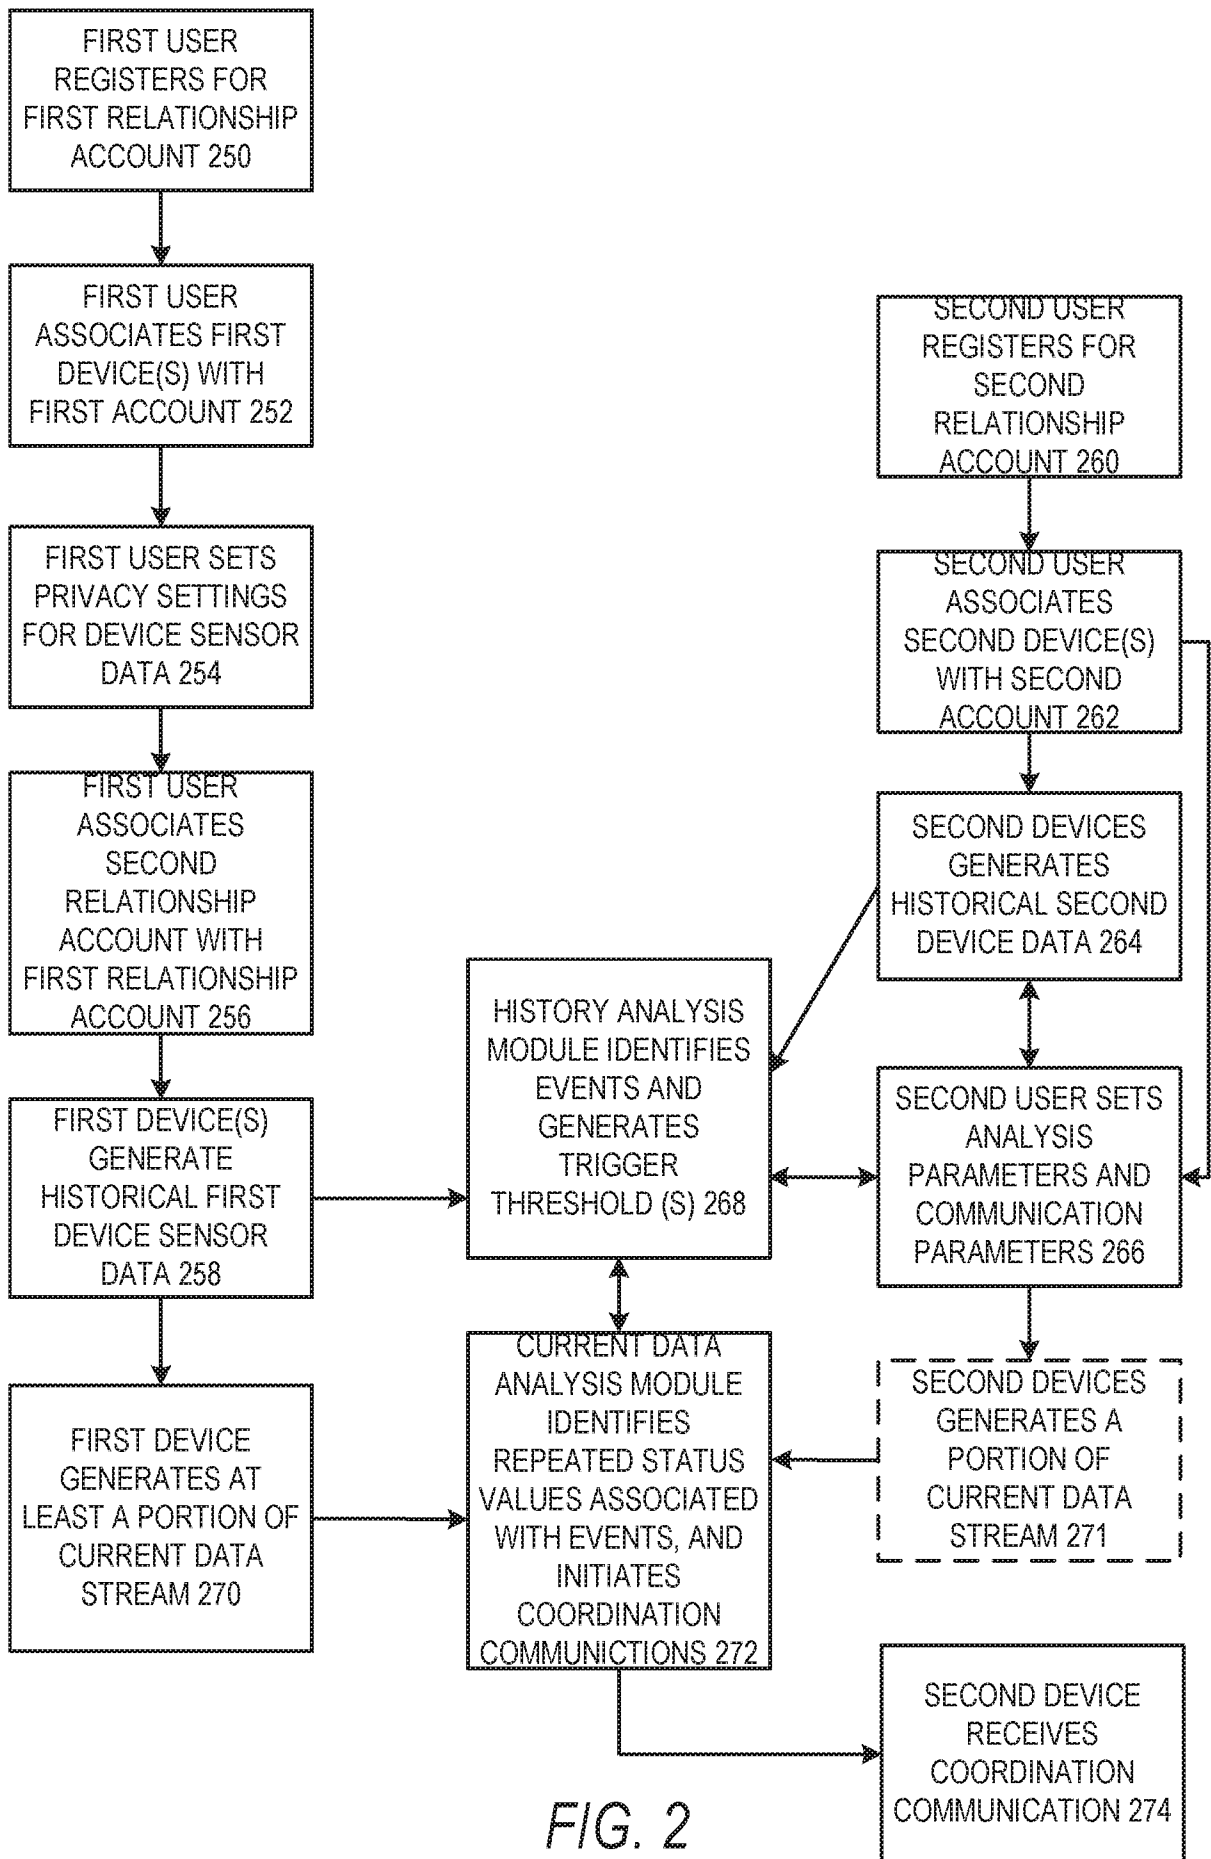 FIRST USER
REGISTERS FOR
FIRST RELATIONSHIP
ACCOUNT 250
FIRST USER
ASSOCIATES FIRST
DEVICE(S) WITH
FIRST ACCOUNT 252
FIRST USER SETS
PRIVACY SETTINGS
FOR DEVICE SENSOR
DATA 254
FIRST USER
ASSOCIATES
SECOND
RELATIONSHIP
ACCOUNT WITH
FIRST RELATIONSHIP
ACCOUNT 256
FIRST DEVICE(S)
GENERATE
HISTORICAL FIRST
DEVICE SENSOR
DATA 258
FIRST DEVICE
GENERATES AT
LEAST A PORTION OF
CURRENT DATA
STREAM 270
HISTORY ANALYSIS
MODULE IDENTIFIES
EVENTS AND
GENERATES
TRIGGER
THRESHOLD (S) 268
CURRENT DATA
ANALYSIS MODULE
IDENTIFIES
REPEATED STATUS
VALUES ASSOCIATED
WITH EVENTS, AND
INITIATES
COORDINATION
COMMUNICTIONS 272
SECOND USER
REGISTERS FOR
SECOND
RELATIONSHIP
ACCOUNT 260
SECOND USER
ASSOCIATES
SECOND DEVICE(S)
WITH SECOND
ACCOUNT 262
SECOND DEVICES
GENERATES
HISTORICAL SECOND
DEVICE DATA 264
SECOND USER SETS
ANALYSIS
PARAMETERS AND
COMMUNICATION
PARAMETERS 266
SECOND DEVICES
GENERATES A
PORTION OF
CURRENT DATA
STREAM 271
SECOND DEVICE
RECEIVES
COORDINATION
COMMUNICATION 274
FIG. 2